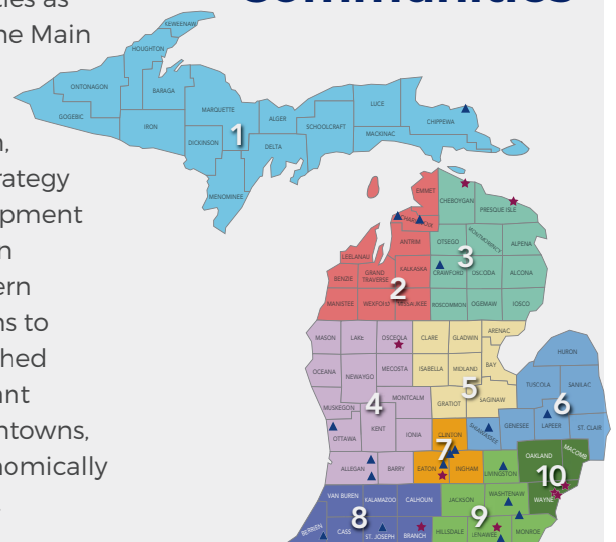 Communities
ties as
he Main
n,
rategy
opment
n
ern
ns to
ched
ant
ntowns,
nomically
KEWEENAW
HOUGHTON
ONTONAGON
BARAGA
GOGEBIC
IRON
MARQUETTE
1
DICKINSON
MENOMINEE
ALGER
DELTA
SCHOOLCRAFT
LUCE
MACKINAC
CHIPPEWA
EMMET
CHEBOYGAN
PRESQUE ISLE
ANTRIM
OTSEGO
MONTMORENCY
ALPENA
3
LEELANAU
BENZIE
GRAND
TRAVERSE
KALKASKA
CRAWFORD
OSCODA
ALCONA
2
MANISTEE
WEXFORD
MISSAUKEE
ROSCOMMON
OGEMAW
IOSCO
MASON
LAKE
OSCEOLA
CLARE
GLADWIN
ARENAC
OCEANA
NEWAYGO
MECOSTA
ISABELLA
MIDLAND
BAY
HURON
5
MUSKEGON
4
MONTCALM
GRATIOT
SAGINAW
TUSCOLA
SANILAC
6
OTTAWA
KENT
IONIA
CLINTON
SHIAWASSEE
GENESEE
LAPEER
ST. CLAIR
7
ALLEGAN
BARRY
EATON
INGHAM
LIVINGSTON
OAKLAND
MACOMB
10
VAN BUREN
KALAMAZOO
CALHOUN
JACKSON
WASHTENAW
WAYNE
8
9
BERRIEN
CASS
ST. JOSEPH
BRANCH
HILLSDALE
LENAWEE
MONROE